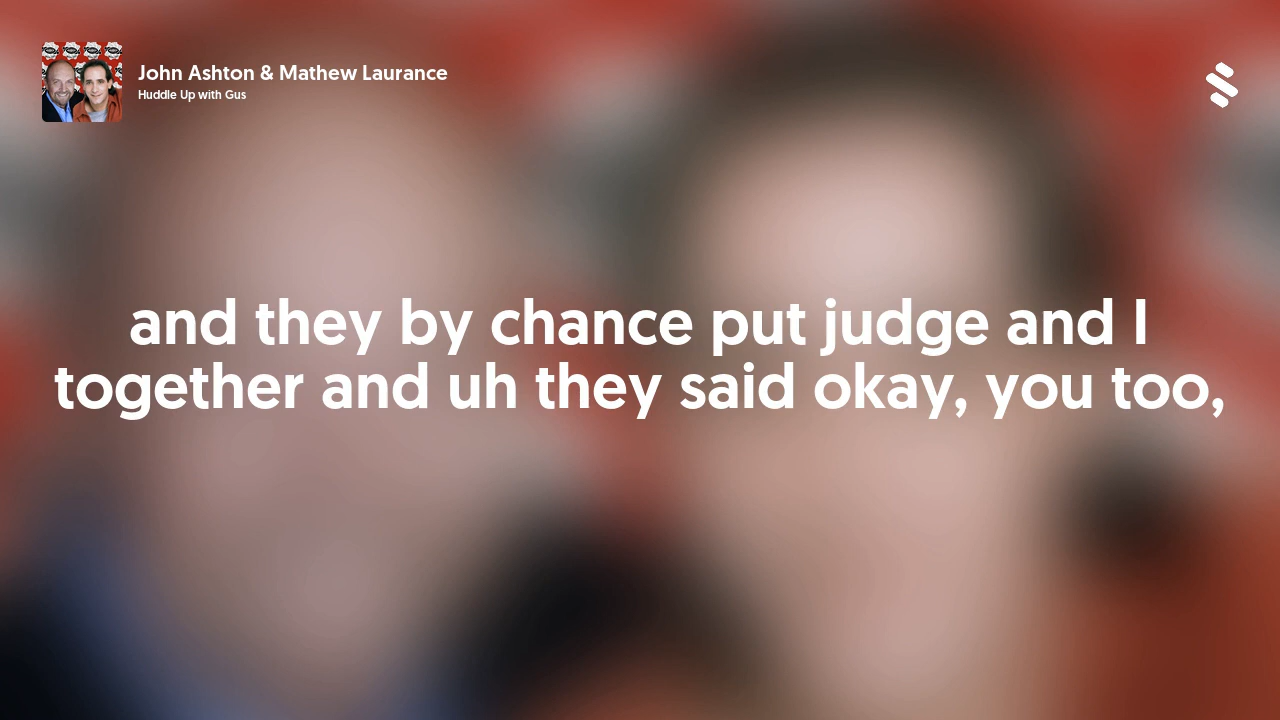 John Ashton & Mathew Laurance
Huddle Up with Gus
and they by chance put judge and I
together and uh they said okay, you too,